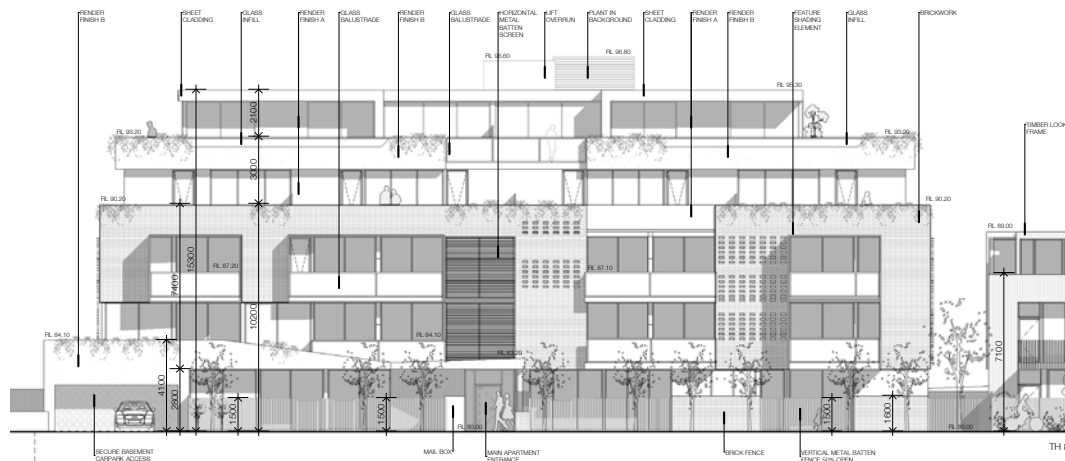 RENDER
FINISH B
SHEET
CLADDING
GLASS
INFILL
RENDER
FINISH A
GLASS
BALUSTRADE
RENDER
FINISH B
GLASS
BALUSTRADE
HORIZONTAL
METAL
BATTEN
SCREEN
LIFT
OVERRUN
PLANT IN
BACKGROUND
SHEET
CLADDING
RENDER
FINISH A
RENDER
FINISH B
FEATURE
SHADING
ELEMENT
GLASS
INFILL
BRICKWORK
RL 96.80
RL 95.30
2100
RL 93.20
RL 93.20
TIMBER LOOK
FRAME
3000
RL 90.20
RL 90.20
RL 89.00
15300
7400
RL 87.20
RL 87.10
10200
RL 84.10
RL 84.10
RL 83.20
7100
4100
2800
1500
1500
1500
1600
RL 80.00
RL 80.00
SECURE BASEMENT
CARPARK ACCESS
MAIL BOX
MAIN APARTMENT
ENTRANCE
BRICK FENCE
VERTICAL METAL BATTEN
FENCE 50% OPEN
TH 8